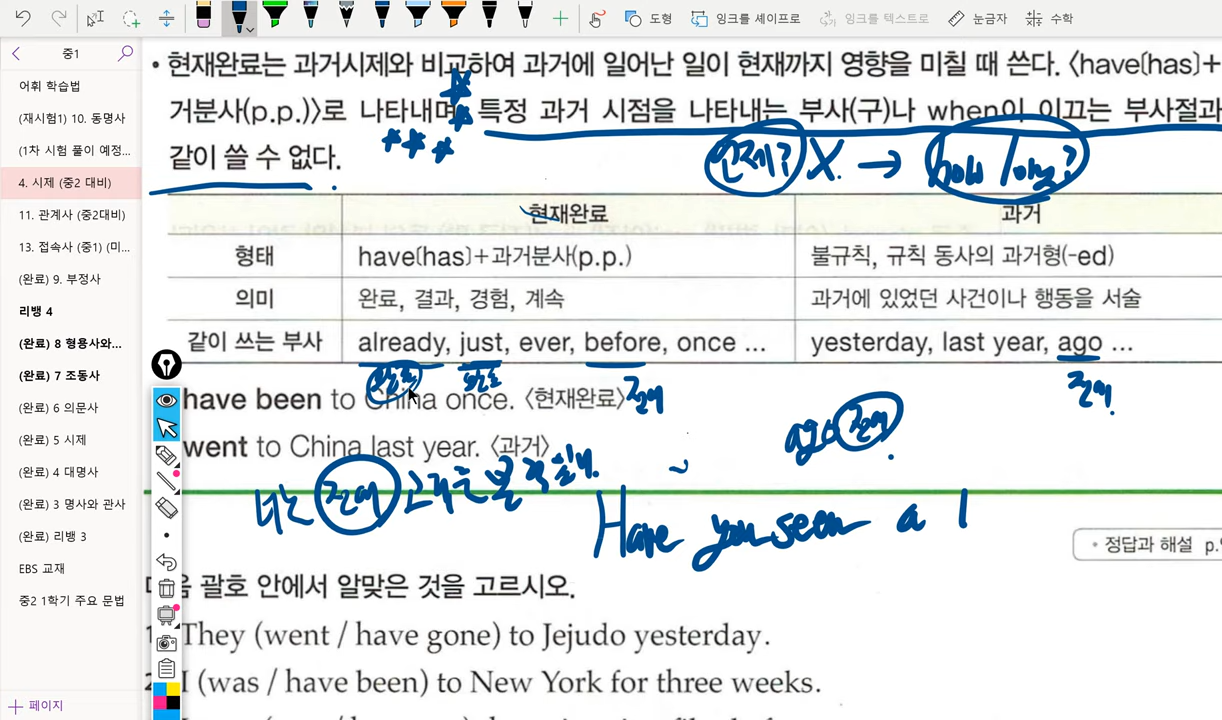 도형
잉크를 셰이프로
잉크를 텍스트로
눈금자
수학
중1
어휘 학습법
(재시험1) 10. 동명사
(1차 시험 풀이 예정...
4. 시제 (중2 대비)
11. 관계사 (중2대비)
13. 접속사 (중1) (미...
(완료) 9. 부정사
리뱅 4
(완료) 8 형용사와...
(완료) 7 조동사
(완료) 6 의문사
(완료) 5 시제
(완료) 4 대명사
(완료) 3 명사와 관사
(완료) 리뱅 3
EBS 교재
중2 1학기 주요 문법
페이지
• 현재완료는 과거시제와 비교하여 과거에 일어난 일이 현재까지 영향을 미칠 때 쓴다. 〈have(has)+
거분사(p.p.)〉로 나타내며 특정 과거 시점을 나타내는 부사(구)나 when이 이끄는 부사절과
같이 쓸 수 없다.
언제? X. →
현재완료 과거
형태 have(has)+과거분사(p.p.) 불규칙, 규칙 동사의 과거형(-ed)
의미 완료, 결과, 경험, 계속 과거에 있었던 사건이나 행동을 서술
같이 쓰는 부사 already, just, ever, before, once ... yesterday, last year, ago ...
완료 완료 전에 전에
have been to China once. 〈현재완료〉
ago 전에
went to China last year. 〈과거〉
너는 전에 고래를 본 적 있니.
Have you seen a
• 정답과 해설 p.
음 괄호 안에서 알맞은 것을 고르시오.
They (went / have gone) to Jejudo yesterday.
2 I (was / have been) to New York for three weeks.